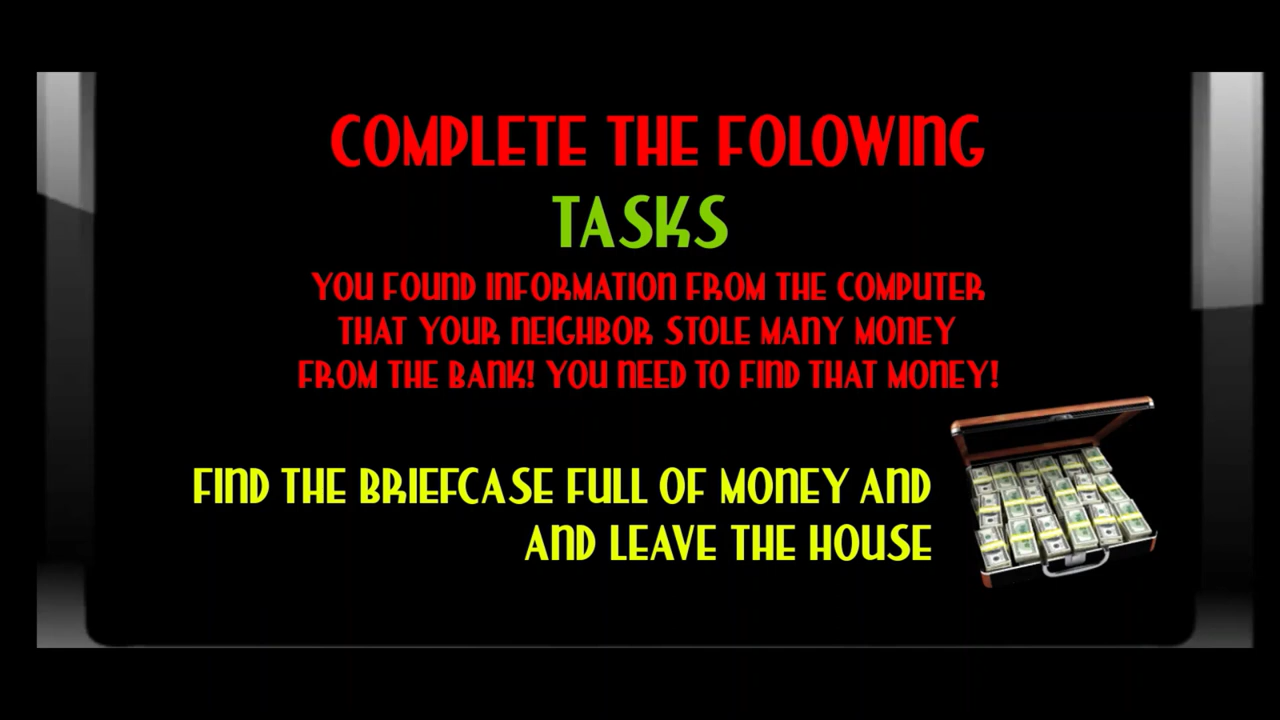 COMPLETE THE FOLOWING
TASKS
YOU FOUND INFORMATION FROM THE COMPUTER
THAT YOUR NEIGHBOR STOLE MANY MONEY
FROM THE BANK! YOU NEED TO FIND THAT MONEY!
FIND THE BRIEFCASE FULL OF MONEY AND
AND LEAVE THE HOUSE